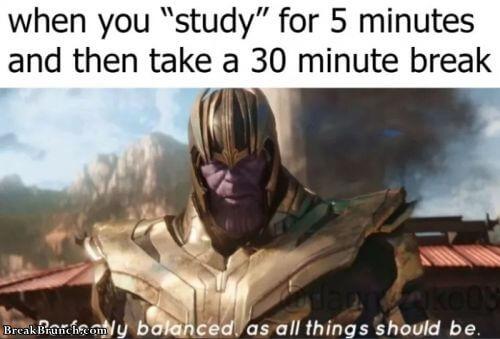 when you “study” for 5 minutes
and then take a 30 minute break
Perfectly balanced, as all things should be.
BreakBrunch.com